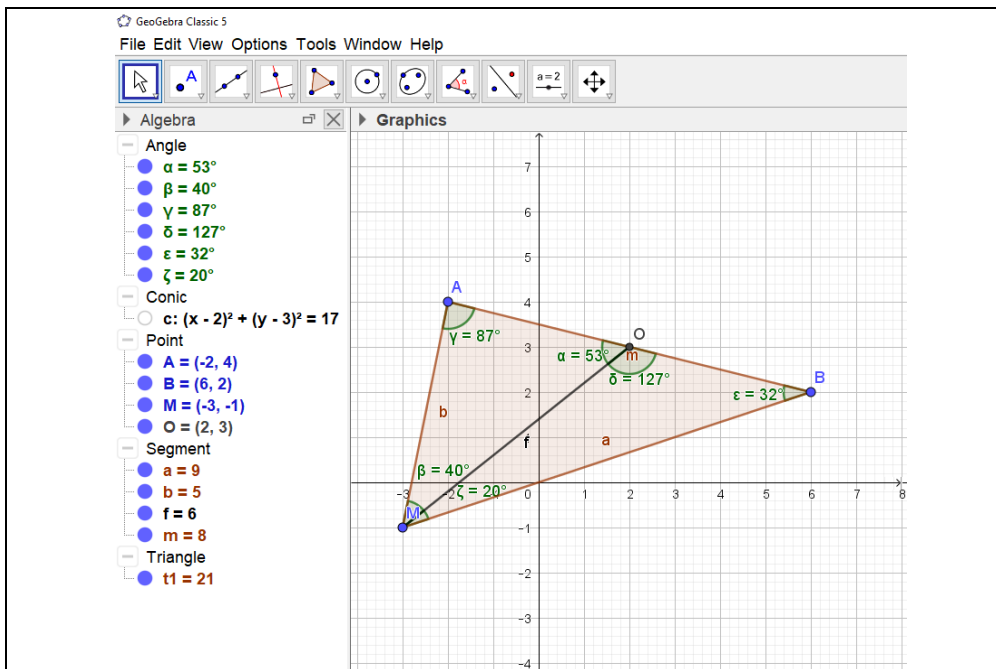 GeoGebra Classic 5
File Edit View Options Tools Window Help
A
α
a = 2
Algebra
Graphics
Angle
α = 53°
β = 40°
γ = 87°
δ = 127°
ε = 32°
ζ = 20°
Conic
c: (x - 2)² + (y - 3)² = 17
Point
A = (-2, 4)
B = (6, 2)
M = (-3, -1)
O = (2, 3)
Segment
a = 9
b = 5
f = 6
m = 8
Triangle
t1 = 21
7
6
5
A
4
O
γ = 87°
3
α = 53°
m
δ = 127°
B
2
ε = 32°
b
1
f
a
β = 40°
-3
-2
ζ = 20°
0
1
2
3
4
5
6
7
8
M
-1
-2
-3
-4